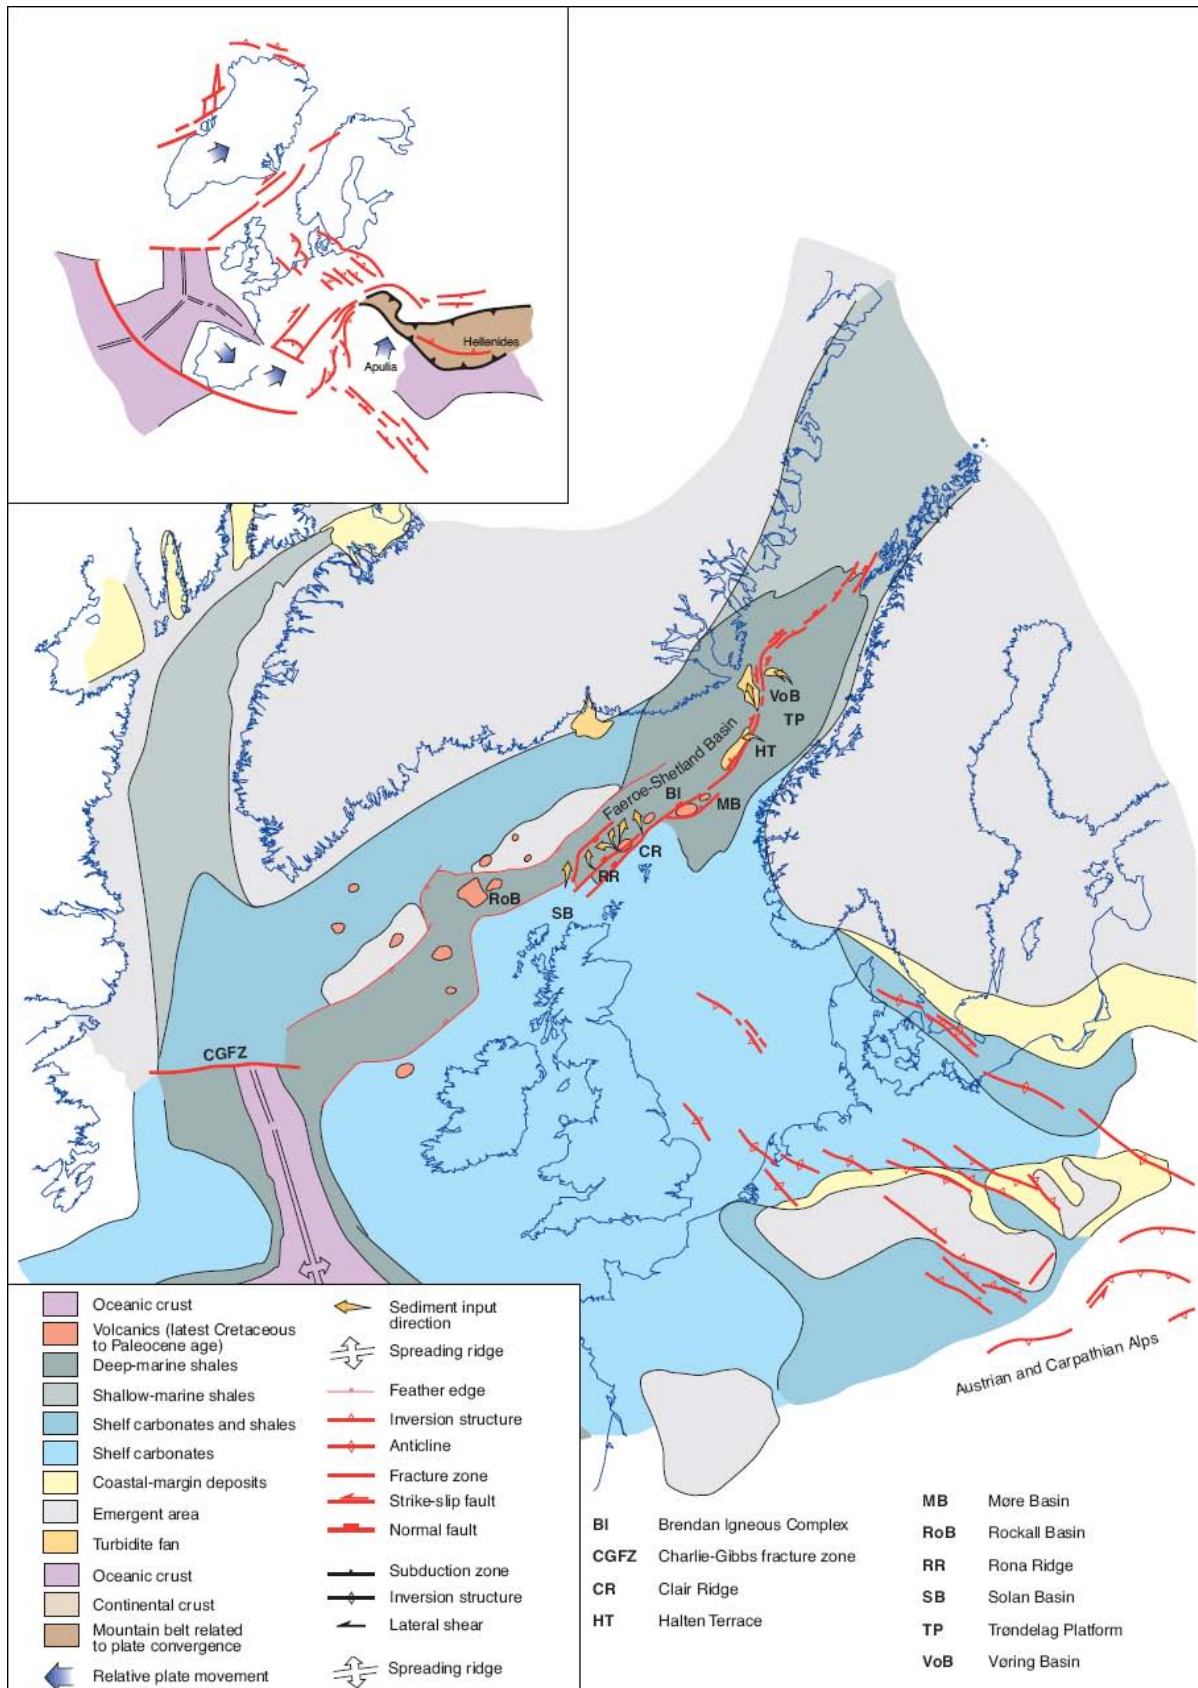 Hellenides
Apulia
VoB
TP
HT
Faeroe-Shetland Basin
BI
MB
CR
RR
RoB
SB
CGFZ
Austrian and Carpathian Alps
Oceanic crust
Volcanics (latest Cretaceous
to Paleocene age)
Deep-marine shales
Shallow-marine shales
Shelf carbonates and shales
Shelf carbonates
Coastal-margin deposits
Emergent area
Turbidite fan
Oceanic crust
Continental crust
Mountain belt related
to plate convergence
Relative plate movement
Sediment input
direction
Spreading ridge
Feather edge
Inversion structure
Anticline
Fracture zone
Strike-slip fault
Normal fault
Subduction zone
Inversion structure
Lateral shear
Spreading ridge
BI Brendan Igneous Complex
CGFZ Charlie-Gibbs fracture zone
CR Clair Ridge
HT Halten Terrace
MB Møre Basin
RoB Rockall Basin
RR Rona Ridge
SB Solan Basin
TP Trøndelag Platform
VoB Vøring Basin